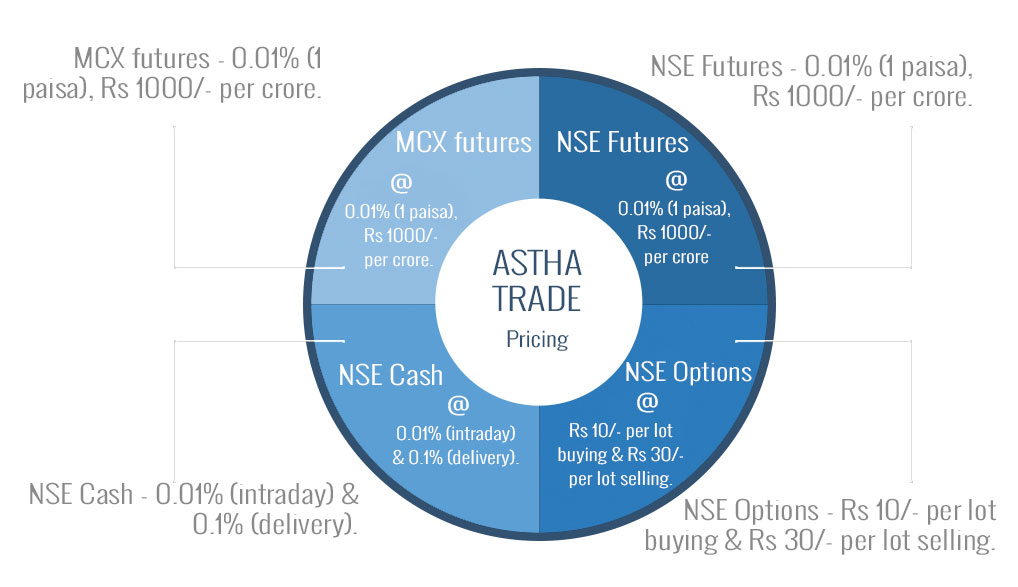 MCX futures - 0.01% (1
paisa), Rs 1000/- per crore.
NSE Futures - 0.01% (1 paisa),
Rs 1000/- per crore.
MCX futures
@
0.01% (1 paisa),
Rs 1000/-
per crore.
NSE Futures
@
0.01% (1 paisa),
Rs 1000/-
per crore
ASTHA
TRADE
Pricing
NSE Cash
@
0.01% (intraday)
& 0.1% (delivery).
NSE Options
@
Rs 10/- per lot
buying & Rs 30/-
per lot selling.
NSE Cash - 0.01% (intraday) &
0.1% (delivery).
NSE Options - Rs 10/- per lot
buying & Rs 30/- per lot selling.